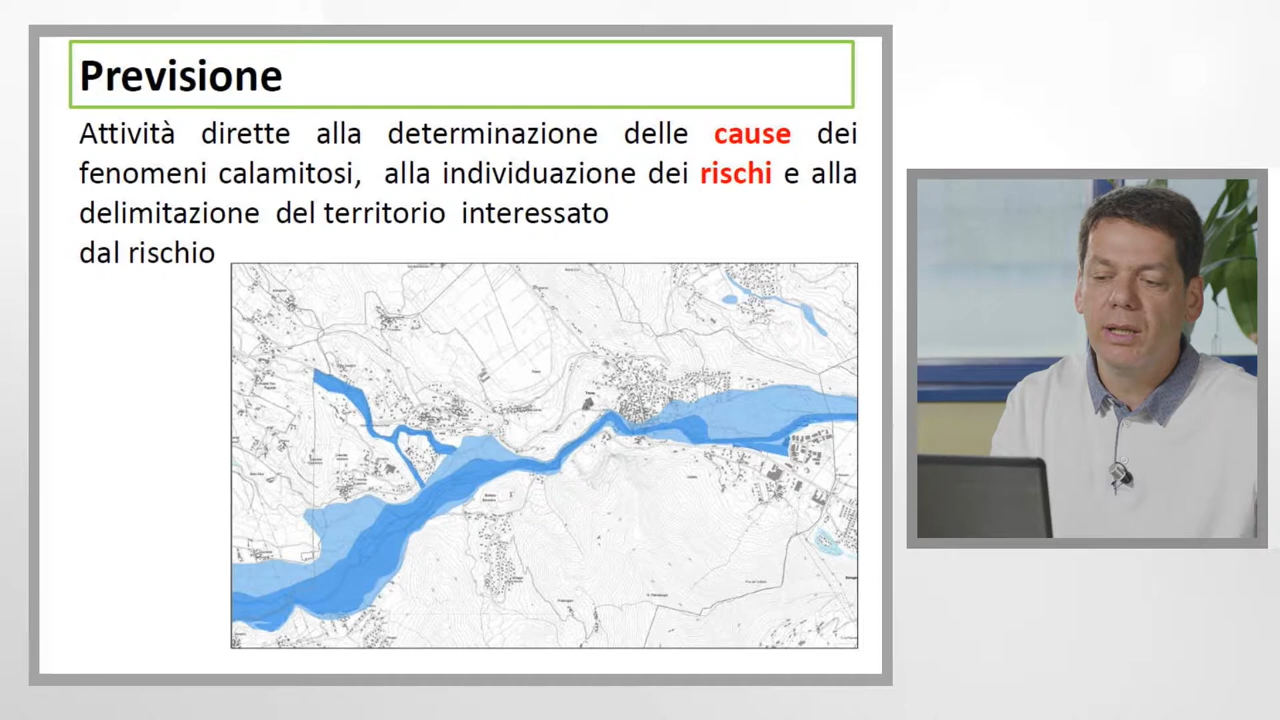 Previsione
Attività dirette alla determinazione delle cause dei
fenomeni calamitosi, alla individuazione dei rischi e alla
delimitazione del territorio interessato
dal rischio